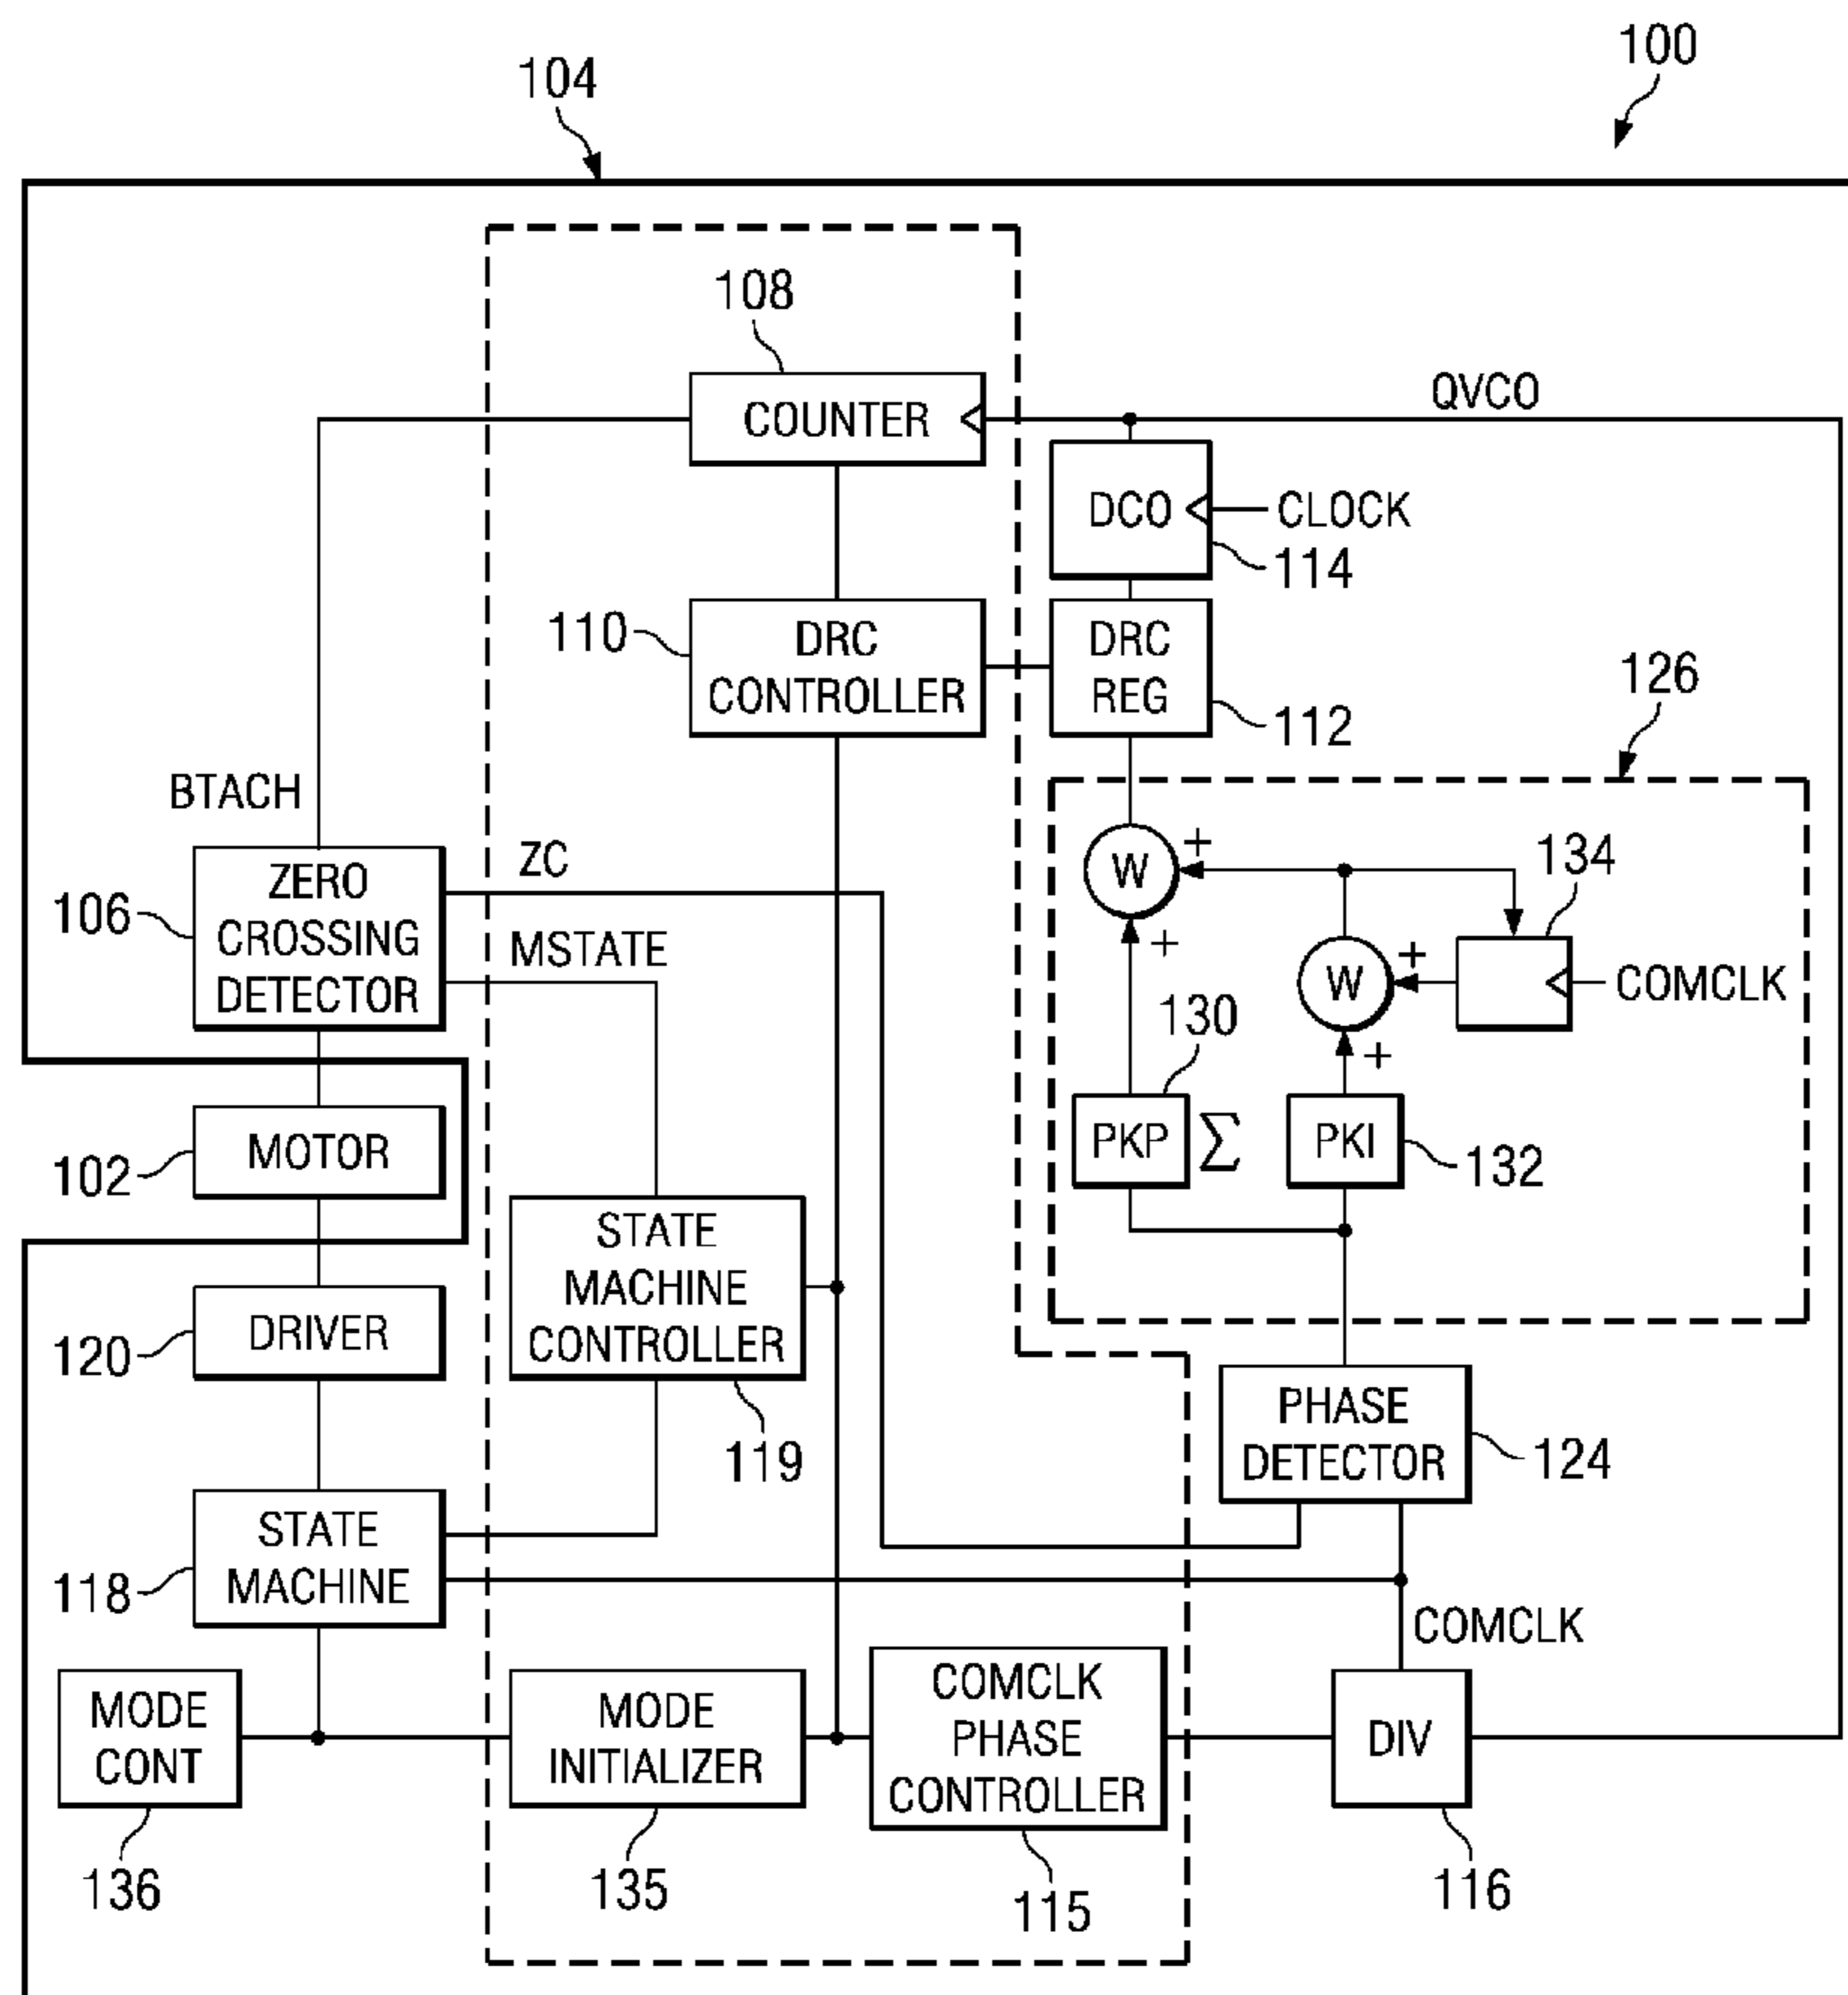 100
104
108
COUNTER
QVCO
DCO
CLOCK
114
110
DRC
CONTROLLER
DRC
REG
112
126
BTACH
ZC
106
ZERO
CROSSING
DETECTOR
MSTATE
W
+
+
134
W
+
+
COMCLK
130
PKP
Σ
PKI
132
102
MOTOR
STATE
MACHINE
CONTROLLER
119
120
DRIVER
PHASE
DETECTOR
124
118
STATE
MACHINE
COMCLK
MODE
CONT
136
MODE
INITIALIZER
135
COMCLK
PHASE
CONTROLLER
115
DIV
116